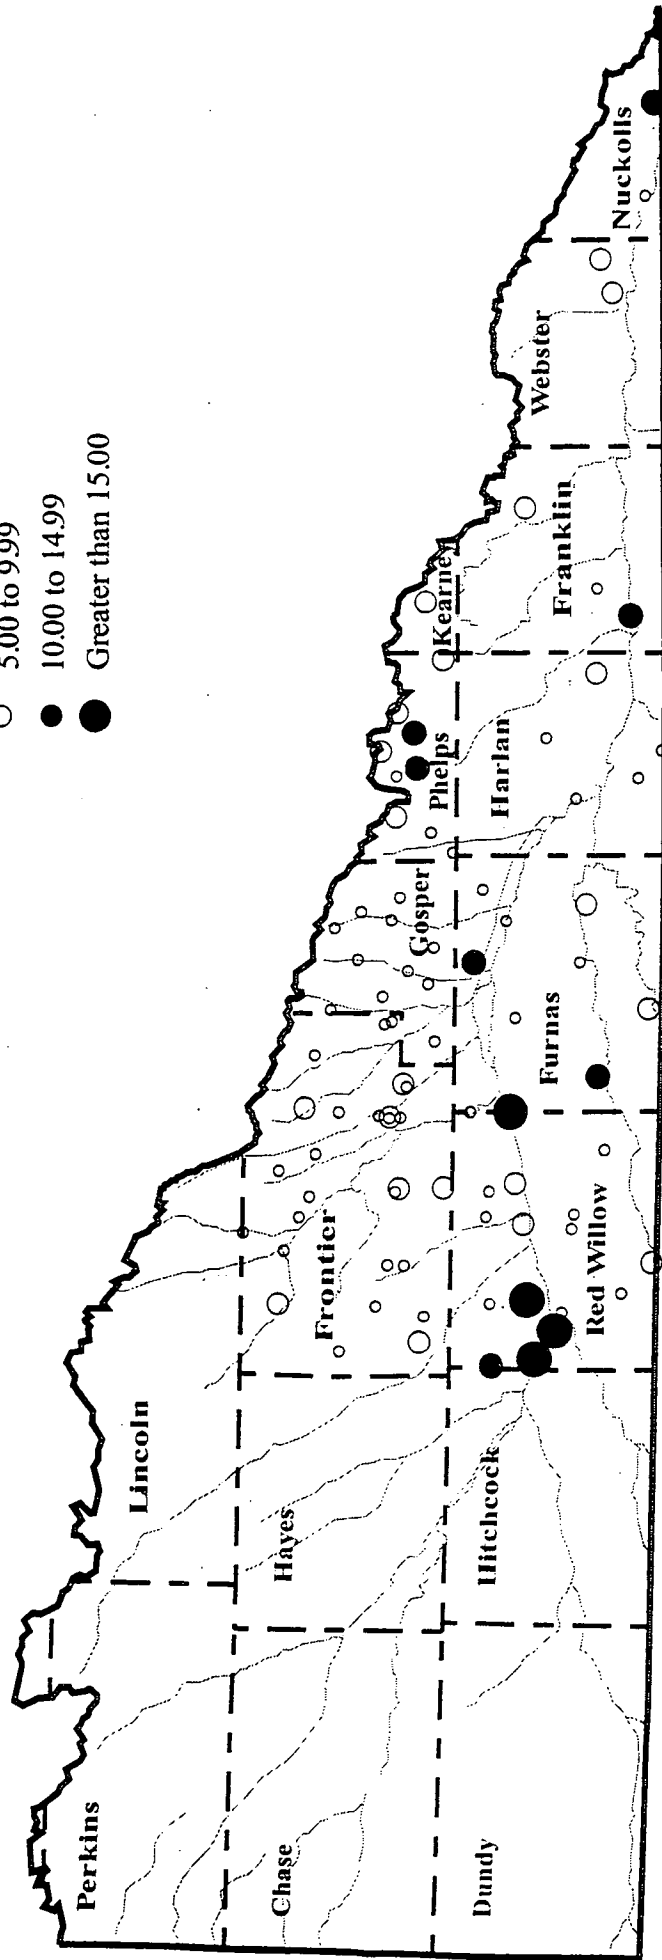 5.00 to 9.99
10.00 to 14.99
Greater than 15.00
Perkins
Lincoln
Chase
Hayes
Frontier
Gosper
Phelps
Kearney
Dundy
Hitchcock
Red Willow
Furnas
Harlan
Franklin
Webster
Nuckolls